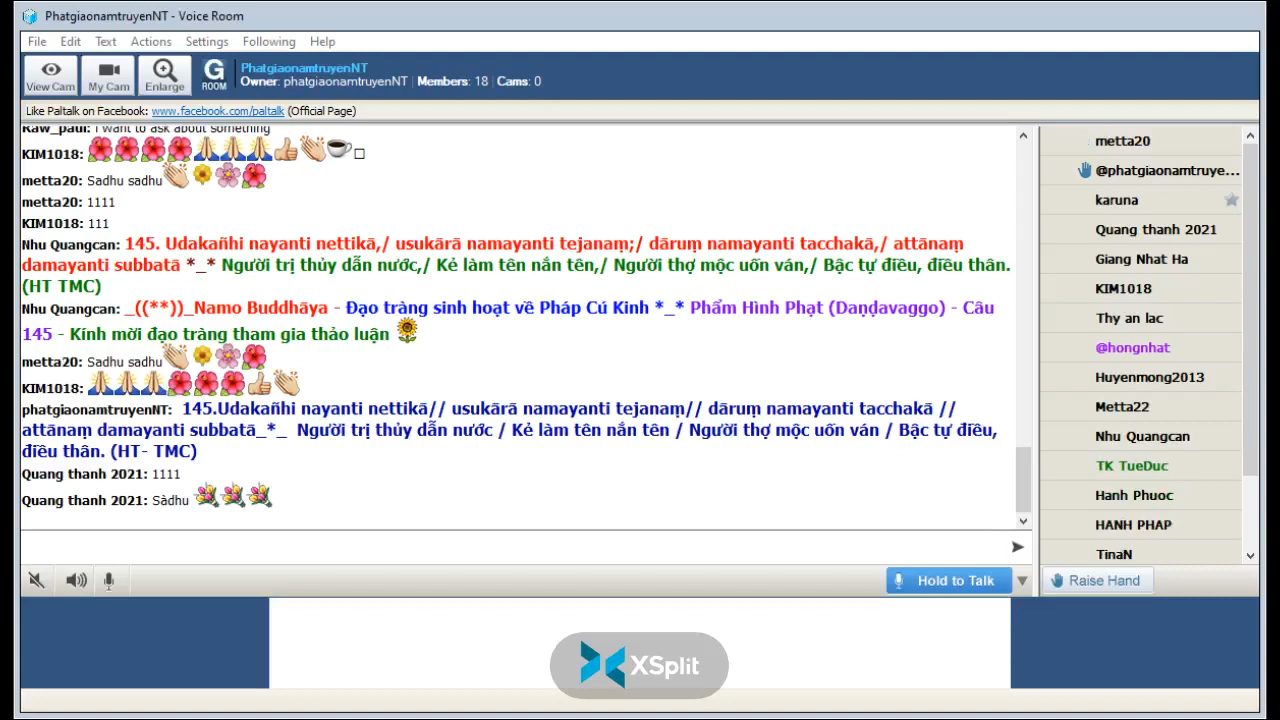 PhatgiaonamtruyenNT - Voice Room
File Edit Text Actions Settings Following Help
View Cam My Cam Enlarge G ROOM
PhatgiaonamtruyenNT
Owner: phatgiaonamtruyenNT | Members: 18 | Cams: 0
Like Paltalk on Facebook: www.facebook.com/paltalk (Official Page)
Raw_paul: I want to ask about something
KIM1018:
metta20: Sadhu sadhu
metta20: 1111
KIM1018: 111
Nhu Quangcan: 145. Udakañhi nayanti nettikā,/ usukārā namayanti tejanaṃ;/ dāruṃ namayanti tacchakā,/ attānaṃ
damayanti subbatā *_* Người trị thủy dẫn nước,/ Kẻ làm tên nắn tên,/ Người thợ mộc uốn ván,/ Bậc tự điều, điều thân.
(HT TMC)
Nhu Quangcan: _((**))_Namo Buddhāya - Đạo tràng sinh hoạt về Pháp Cú Kinh *_* Phẩm Hình Phạt (Daṇḍavaggo) - Câu
145 - Kính mời đạo tràng tham gia thảo luận
metta20: Sadhu sadhu
KIM1018:
phatgiaonamtruyenNT: 145.Udakañhi nayanti nettikā// usukārā namayanti tejanaṃ// dāruṃ namayanti tacchakā //
attānaṃ damayanti subbatā_*_ Người trị thủy dẫn nước / Kẻ làm tên nắn tên / Người thợ mộc uốn ván / Bậc tự điều,
điều thân. (HT- TMC)
Quang thanh 2021: 1111
Quang thanh 2021: Sàdhu
metta20
@phatgiaonamtruye...
karuna
Quang thanh 2021
Giang Nhat Ha
KIM1018
Thy an lac
@hongnhat
Huyenmong2013
Metta22
Nhu Quangcan
TK TueDuc
Hanh Phuoc
HANH PHAP
TinaN
Hold to Talk
Raise Hand
XSplit